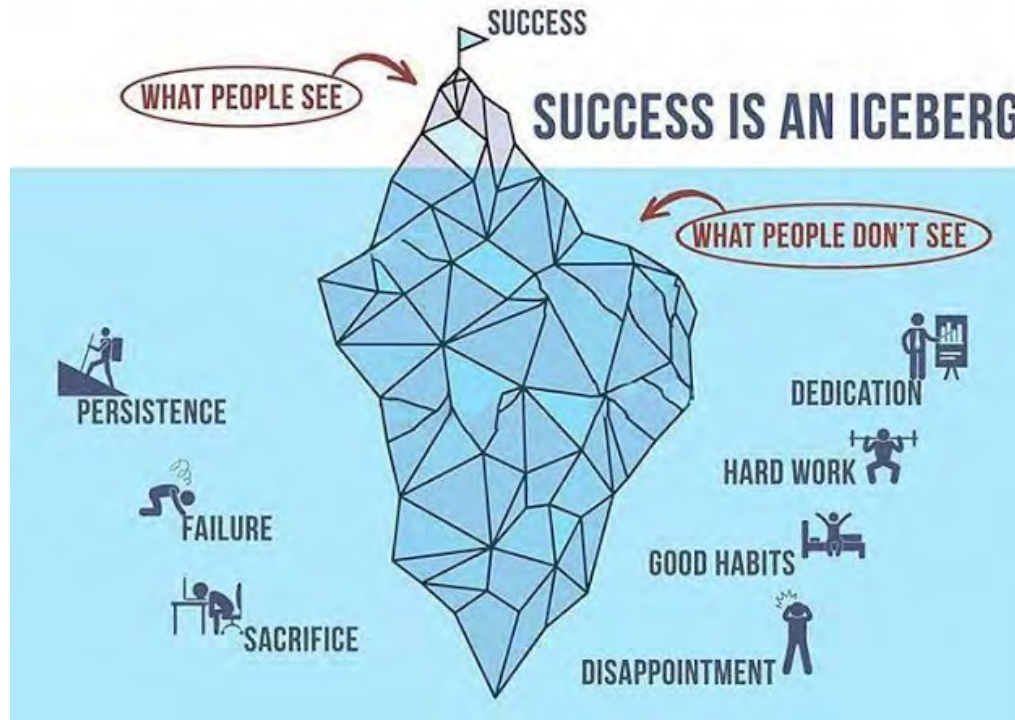 SUCCESS
WHAT PEOPLE SEE
SUCCESS IS AN ICEBERG
WHAT PEOPLE DON'T SEE
PERSISTENCE
DEDICATION
HARD WORK
FAILURE
GOOD HABITS
SACRIFICE
DISAPPOINTMENT